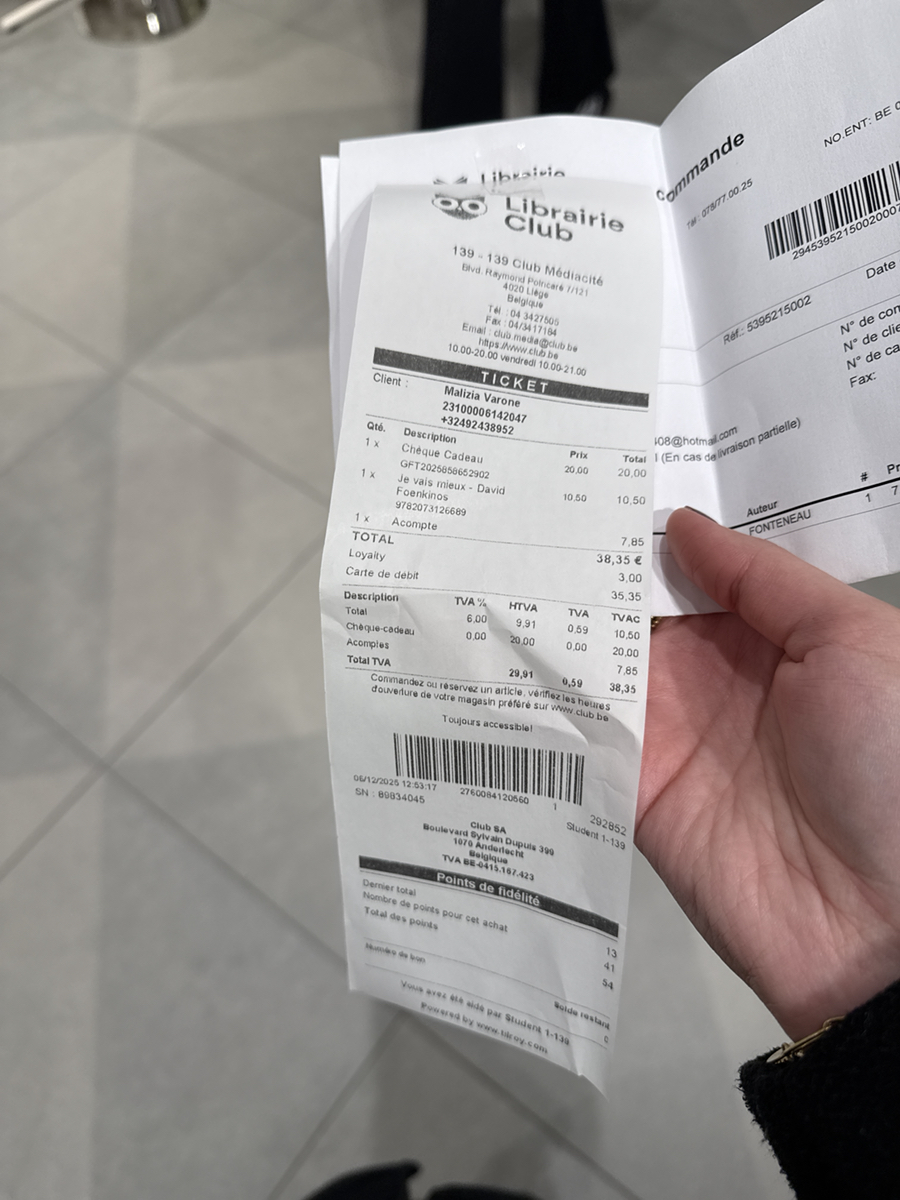 Librairie
Librairie
Club
139 - 139 Club Médiacité
Blvd. Raymond Poincaré 7/121
4020 Liège
Belgique
Tél : 04 3427505
Fax : 04/3417184
Email : club.media@club.be
https://www.club.be
10.00-20.00 vendredi 10.00-21.00
TICKET
Client : Malizia Varone
23100006142047
+32492438952
Qté. Description Prix Total
1 x Chèque Cadeau 20,00 20,00
GFT2025858652902
1 x Je vais mieux - David 10,50 10,50
Foenkinos
9782073126689
1 x Acompte 7,85
TOTAL 38,35 €
Loyalty 3,00
Carte de débit 35,35
Description TVA % HTVA TVA TVAC
Total 6,00 9,91 0,59 10,50
Chèque-cadeau 0,00 20,00 0,00 20,00
Acomptes 7,85
Total TVA 29,91 0,59 38,35
Commandez ou réservez un article, vérifiez les heures
d'ouverture de votre magasin préféré sur www.club.be
Toujours accessible!
06/12/2025 12:53:17 2760084120560 1 292852
SN : 89834045 Student 1-139
Club SA
Boulevard Sylvain Dupuis 390
1070 Anderlecht
Belgique
TVA BE-0415.167.423
Points de fidélité
Dernier total 13
Nombre de points pour cet achat 41
Total des points 54
Numéro de bon Solde restant
0
Vous avez été aidé par Student 1-139
Powered by www.tilroy.com
commande
NO.ENT: BE
Tél : 078/77.00.25
Date
Réf.: 5395215002
N° de
N° de
N° de
Fax:
408@hotmail.com
(En cas de livraison partielle)
Auteur #
FONTENEAU 1